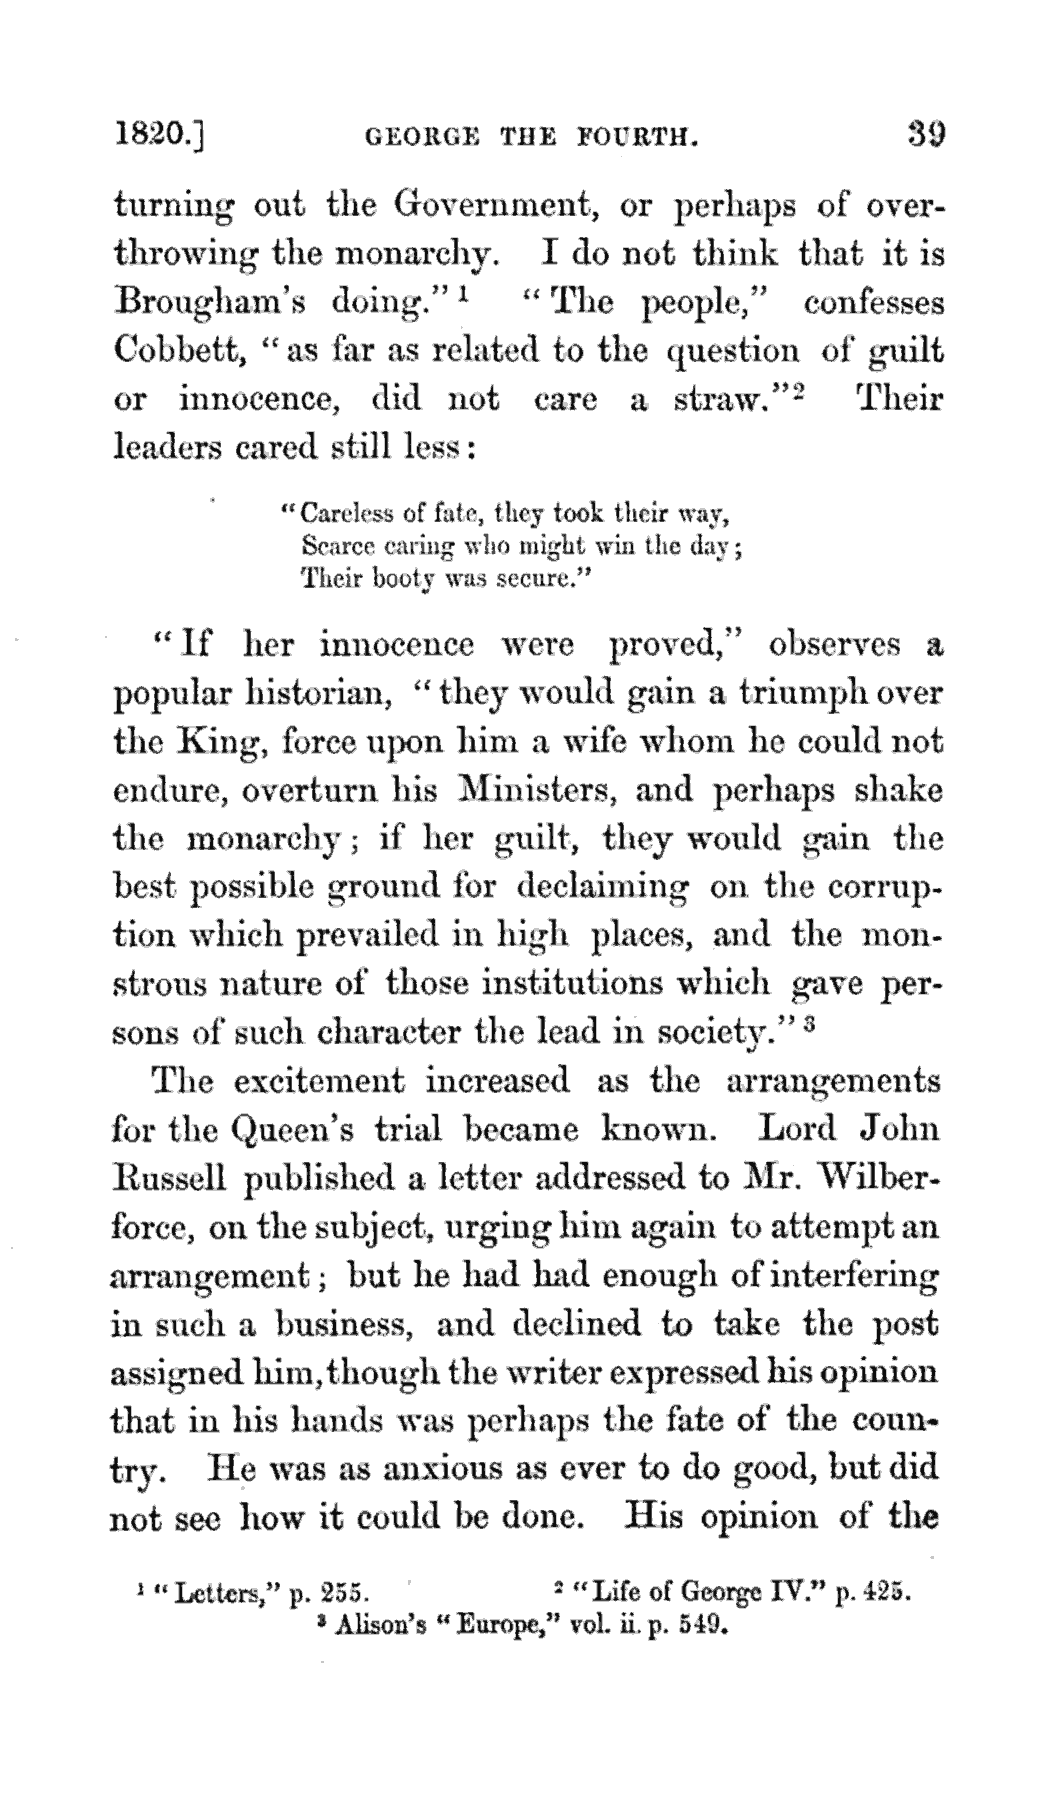 1820.] GEORGE THE FOURTH. 39
turning out the Government, or perhaps of over-
throwing the monarchy. I do not think that it is
Brougham's doing." 1 "The people," confesses
Cobbett, "as far as related to the question of guilt
or innocence, did not care a straw."2 Their
leaders cared still less:
"Careless of fate, they took their way,
Scarce caring who might win the day;
Their booty was secure."
"If her innocence were proved," observes a
popular historian, "they would gain a triumph over
the King, force upon him a wife whom he could not
endure, overturn his Ministers, and perhaps shake
the monarchy; if her guilt, they would gain the
best possible ground for declaiming on the corrup-
tion which prevailed in high places, and the mon-
strous nature of those institutions which gave per-
sons of such character the lead in society." 3
The excitement increased as the arrangements
for the Queen's trial became known. Lord John
Russell published a letter addressed to Mr. Wilber-
force, on the subject, urging him again to attempt an
arrangement; but he had had enough of interfering
in such a business, and declined to take the post
assigned him, though the writer expressed his opinion
that in his hands was perhaps the fate of the coun-
try. He was as anxious as ever to do good, but did
not see how it could be done. His opinion of the
1 "Letters," p. 255. 2 "Life of George IV." p. 425.
3 Alison's "Europe," vol. ii. p. 549.